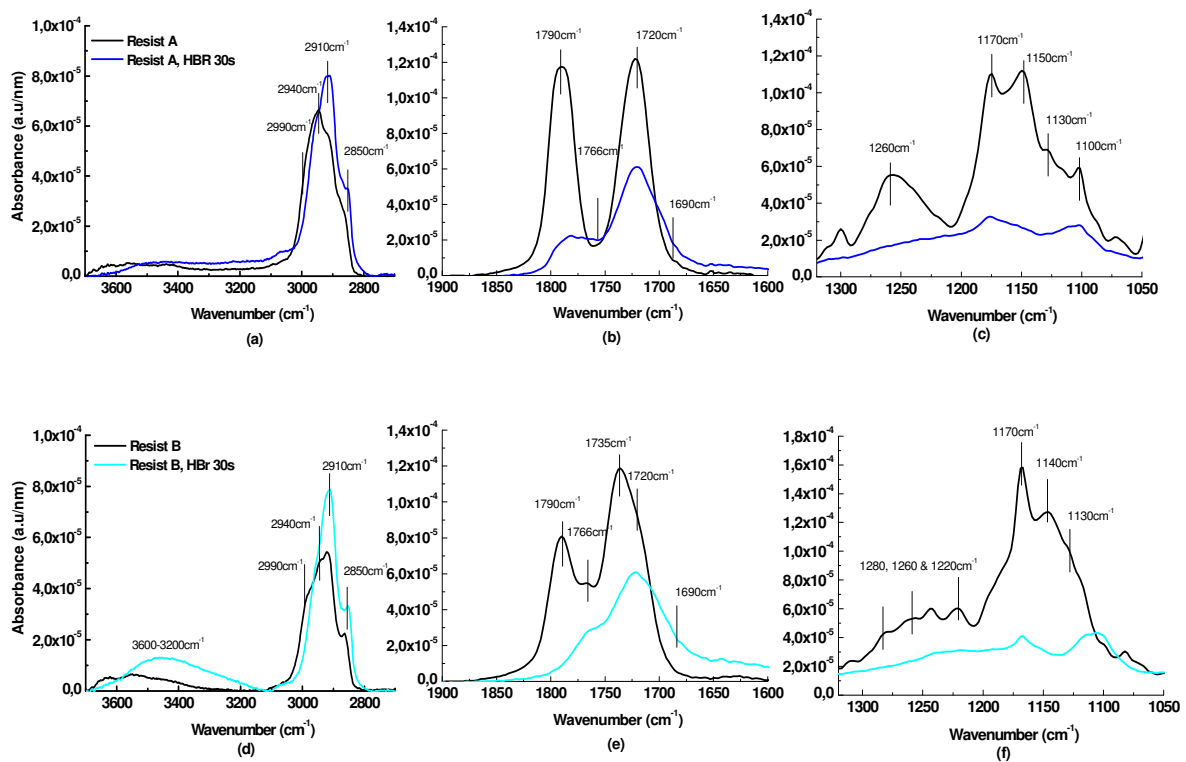 Resist A
Resist A, HBR 30s
Absorbance (a.u/nm)
1,0x10⁻⁴
8,0x10⁻⁵
6,0x10⁻⁵
4,0x10⁻⁵
2,0x10⁻⁵
0,0
2910cm⁻¹
2940cm⁻¹
2990cm⁻¹
2850cm⁻¹
3600 3400 3200 3000 2800
Wavenumber (cm⁻¹)
(a)
1,4x10⁻⁴
1,2x10⁻⁴
1,0x10⁻⁴
8,0x10⁻⁵
6,0x10⁻⁵
4,0x10⁻⁵
2,0x10⁻⁵
0,0
1790cm⁻¹
1720cm⁻¹
1766cm⁻¹
1690cm⁻¹
1900 1850 1800 1750 1700 1650 1600
Wavenumber (cm⁻¹)
(b)
1,4x10⁻⁴
1,2x10⁻⁴
1,0x10⁻⁴
8,0x10⁻⁵
6,0x10⁻⁵
4,0x10⁻⁵
2,0x10⁻⁵
0,0
1170cm⁻¹
1150cm⁻¹
1130cm⁻¹
1100cm⁻¹
1260cm⁻¹
1300 1250 1200 1150 1100 1050
Wavenumber (cm⁻¹)
(c)
Resist B
Resist B, HBr 30s
Absorbance (a.u/nm)
1,0x10⁻⁴
8,0x10⁻⁵
6,0x10⁻⁵
4,0x10⁻⁵
2,0x10⁻⁵
0,0
2910cm⁻¹
2940cm⁻¹
2990cm⁻¹
2850cm⁻¹
3600-3200cm⁻¹
3600 3400 3200 3000 2800
Wavenumber (cm⁻¹)
(d)
1,4x10⁻⁴
1,2x10⁻⁴
1,0x10⁻⁴
8,0x10⁻⁵
6,0x10⁻⁵
4,0x10⁻⁵
2,0x10⁻⁵
0,0
1735cm⁻¹
1720cm⁻¹
1790cm⁻¹
1766cm⁻¹
1690cm⁻¹
1900 1850 1800 1750 1700 1650 1600
Wavenumber (cm⁻¹)
(e)
1,8x10⁻⁴
1,6x10⁻⁴
1,4x10⁻⁴
1,2x10⁻⁴
1,0x10⁻⁴
8,0x10⁻⁵
6,0x10⁻⁵
4,0x10⁻⁵
2,0x10⁻⁵
0,0
1170cm⁻¹
1140cm⁻¹
1130cm⁻¹
1280, 1260 & 1220cm⁻¹
1300 1250 1200 1150 1100 1050
Wavenumber (cm⁻¹)
(f)